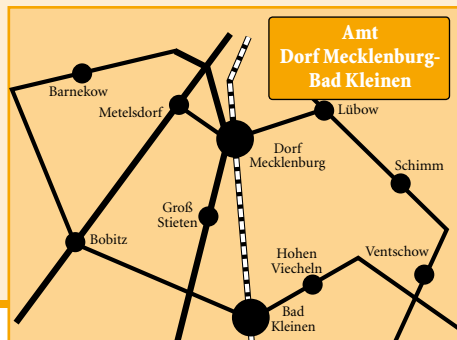 Amt
Dorf Mecklenburg-
Bad Kleinen
Barnekow
Metelsdorf
Lübow
Dorf
Mecklenburg
Schimm
Groß
Stieten
Bobitz
Hohen
Viecheln
Ventschow
Bad
Kleinen